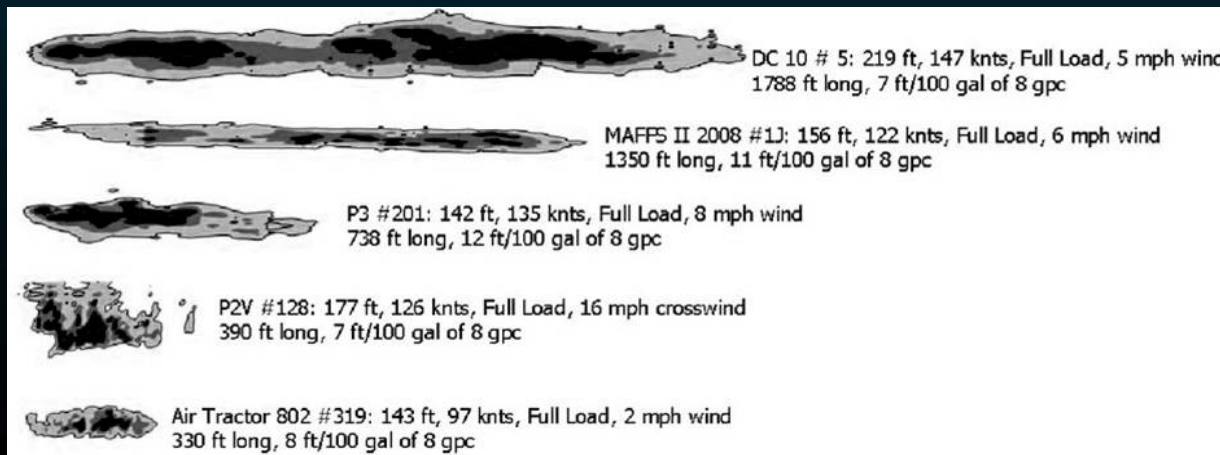 DC 10 # 5: 219 ft, 147 knts, Full Load, 5 mph wind
1788 ft long, 7 ft/100 gal of 8 gpc
MAFFS II 2008 #1J: 156 ft, 122 knts, Full Load, 6 mph wind
1350 ft long, 11 ft/100 gal of 8 gpc
P3 #201: 142 ft, 135 knts, Full Load, 8 mph wind
738 ft long, 12 ft/100 gal of 8 gpc
P2V #128: 177 ft, 126 knts, Full Load, 16 mph crosswind
390 ft long, 7 ft/100 gal of 8 gpc
Air Tractor 802 #319: 143 ft, 97 knts, Full Load, 2 mph wind
330 ft long, 8 ft/100 gal of 8 gpc